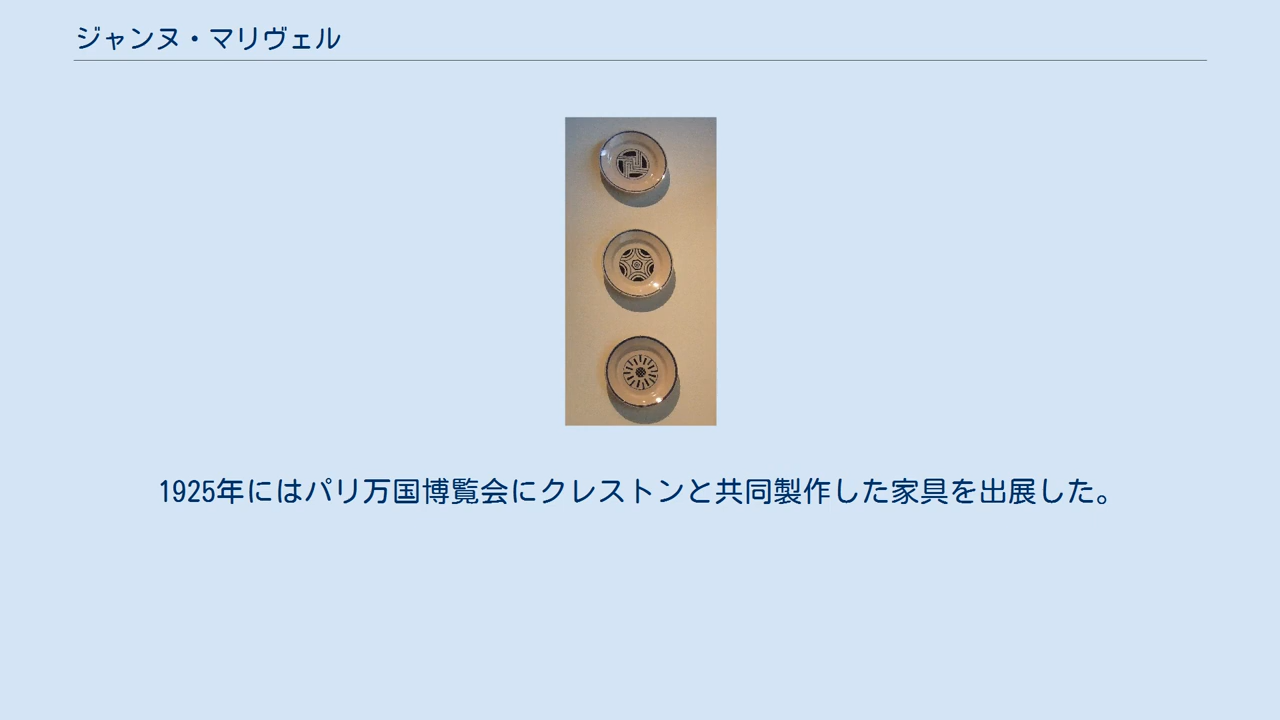 ジャンヌ・マリヴェル
1925年にはパリ万国博覧会にクレストンと共同製作した家具を出展した。